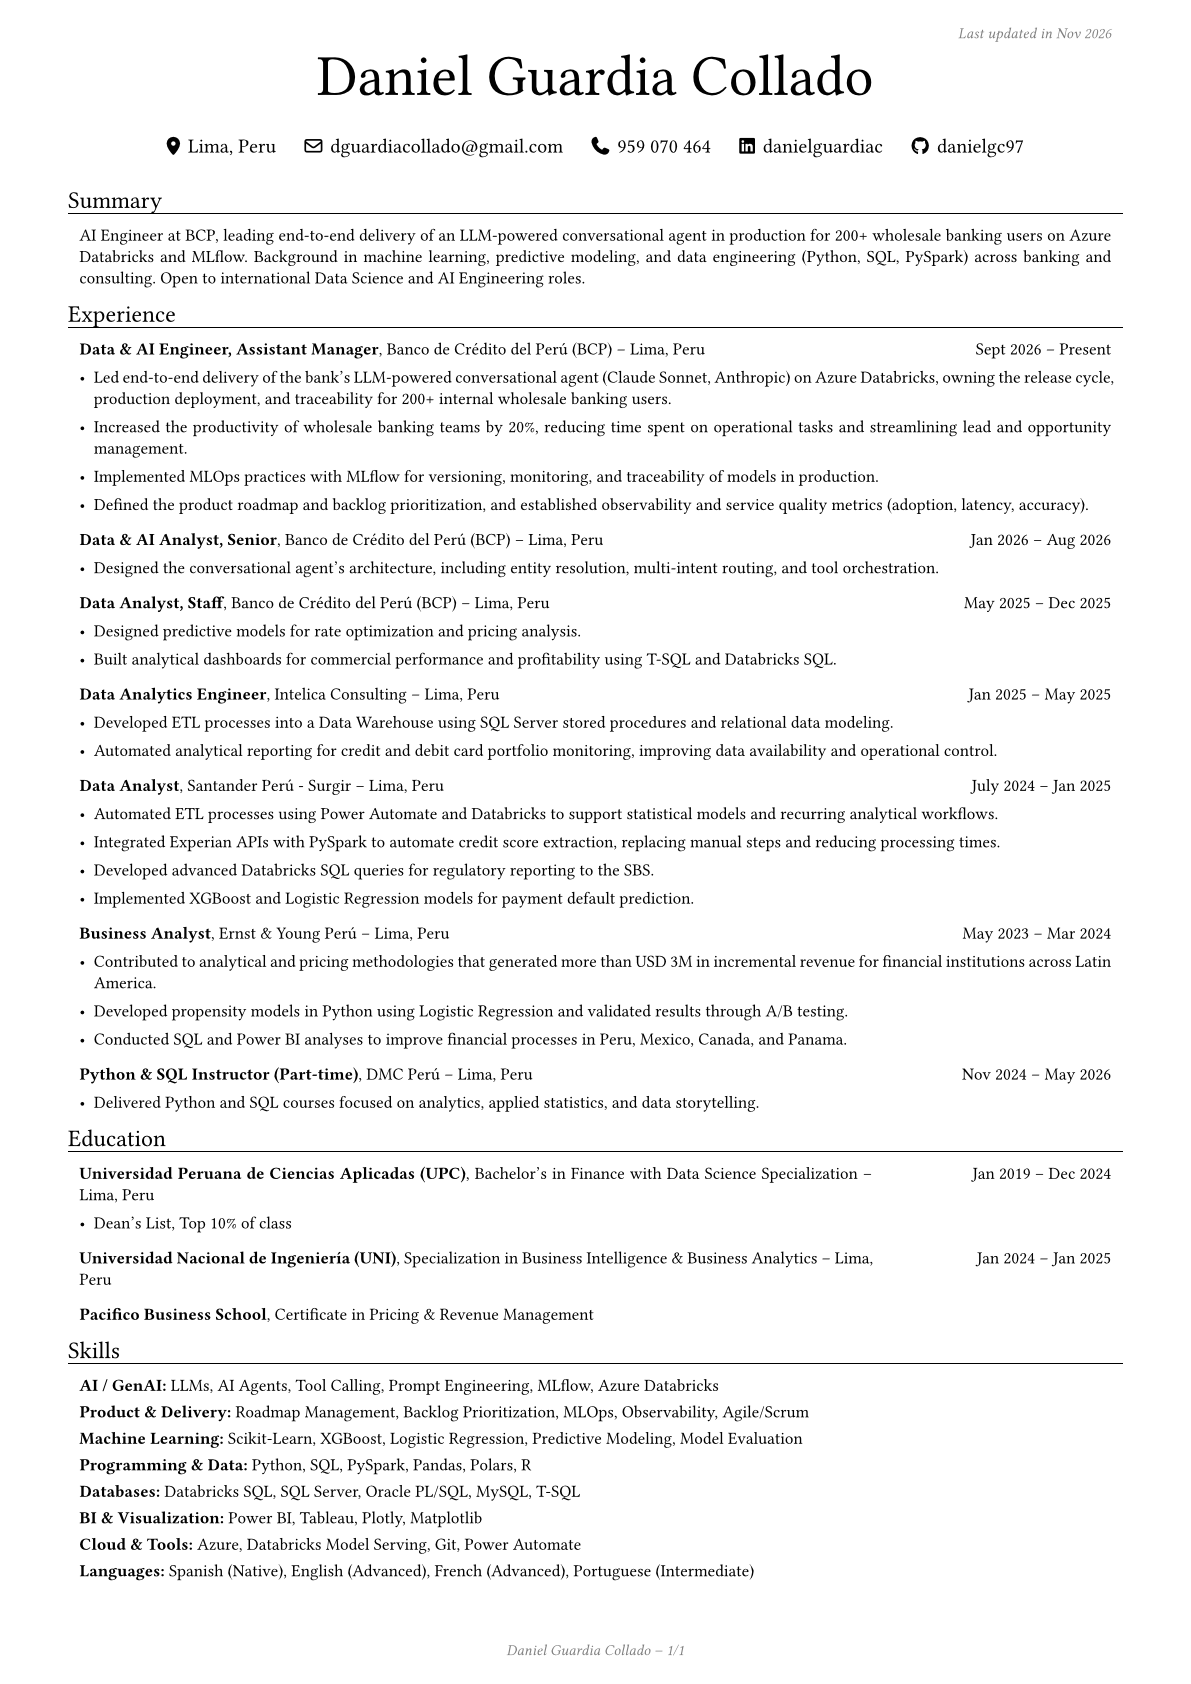 Last updated in Nov 2026
Daniel Guardia Collado
Lima, Peru dguardiacollado@gmail.com 959 070 464 danielguardiac danielgc97
Summary
AI Engineer at BCP, leading end-to-end delivery of an LLM-powered conversational agent in production for 200+ wholesale banking users on Azure
Databricks and MLflow. Background in machine learning, predictive modeling, and data engineering (Python, SQL, PySpark) across banking and
consulting. Open to international Data Science and AI Engineering roles.
Experience
Data & AI Engineer, Assistant Manager, Banco de Crédito del Perú (BCP) – Lima, Peru Sept 2026 – Present
• Led end-to-end delivery of the bank's LLM-powered conversational agent (Claude Sonnet, Anthropic) on Azure Databricks, owning the release cycle,
production deployment, and traceability for 200+ internal wholesale banking users.
• Increased the productivity of wholesale banking teams by 20%, reducing time spent on operational tasks and streamlining lead and opportunity
management.
• Implemented MLOps practices with MLflow for versioning, monitoring, and traceability of models in production.
• Defined the product roadmap and backlog prioritization, and established observability and service quality metrics (adoption, latency, accuracy).
Data & AI Analyst, Senior, Banco de Crédito del Perú (BCP) – Lima, Peru Jan 2026 – Aug 2026
• Designed the conversational agent's architecture, including entity resolution, multi-intent routing, and tool orchestration.
Data Analyst, Staff, Banco de Crédito del Perú (BCP) – Lima, Peru May 2025 – Dec 2025
• Designed predictive models for rate optimization and pricing analysis.
• Built analytical dashboards for commercial performance and profitability using T-SQL and Databricks SQL.
Data Analytics Engineer, Intelica Consulting – Lima, Peru Jan 2025 – May 2025
• Developed ETL processes into a Data Warehouse using SQL Server stored procedures and relational data modeling.
• Automated analytical reporting for credit and debit card portfolio monitoring, improving data availability and operational control.
Data Analyst, Santander Perú - Surgir – Lima, Peru July 2024 – Jan 2025
• Automated ETL processes using Power Automate and Databricks to support statistical models and recurring analytical workflows.
• Integrated Experian APIs with PySpark to automate credit score extraction, replacing manual steps and reducing processing times.
• Developed advanced Databricks SQL queries for regulatory reporting to the SBS.
• Implemented XGBoost and Logistic Regression models for payment default prediction.
Business Analyst, Ernst & Young Perú – Lima, Peru May 2023 – Mar 2024
• Contributed to analytical and pricing methodologies that generated more than USD 3M in incremental revenue for financial institutions across Latin
America.
• Developed propensity models in Python using Logistic Regression and validated results through A/B testing.
• Conducted SQL and Power BI analyses to improve financial processes in Peru, Mexico, Canada, and Panama.
Python & SQL Instructor (Part-time), DMC Perú – Lima, Peru Nov 2024 – May 2026
• Delivered Python and SQL courses focused on analytics, applied statistics, and data storytelling.
Education
Universidad Peruana de Ciencias Aplicadas (UPC), Bachelor's in Finance with Data Science Specialization – Jan 2019 – Dec 2024
Lima, Peru
• Dean's List, Top 10% of class
Universidad Nacional de Ingeniería (UNI), Specialization in Business Intelligence & Business Analytics – Lima, Jan 2024 – Jan 2025
Peru
Pacifico Business School, Certificate in Pricing & Revenue Management
Skills
AI / GenAI: LLMs, AI Agents, Tool Calling, Prompt Engineering, MLflow, Azure Databricks
Product & Delivery: Roadmap Management, Backlog Prioritization, MLOps, Observability, Agile/Scrum
Machine Learning: Scikit-Learn, XGBoost, Logistic Regression, Predictive Modeling, Model Evaluation
Programming & Data: Python, SQL, PySpark, Pandas, Polars, R
Databases: Databricks SQL, SQL Server, Oracle PL/SQL, MySQL, T-SQL
BI & Visualization: Power BI, Tableau, Plotly, Matplotlib
Cloud & Tools: Azure, Databricks Model Serving, Git, Power Automate
Languages: Spanish (Native), English (Advanced), French (Advanced), Portuguese (Intermediate)
Daniel Guardia Collado – 1/1